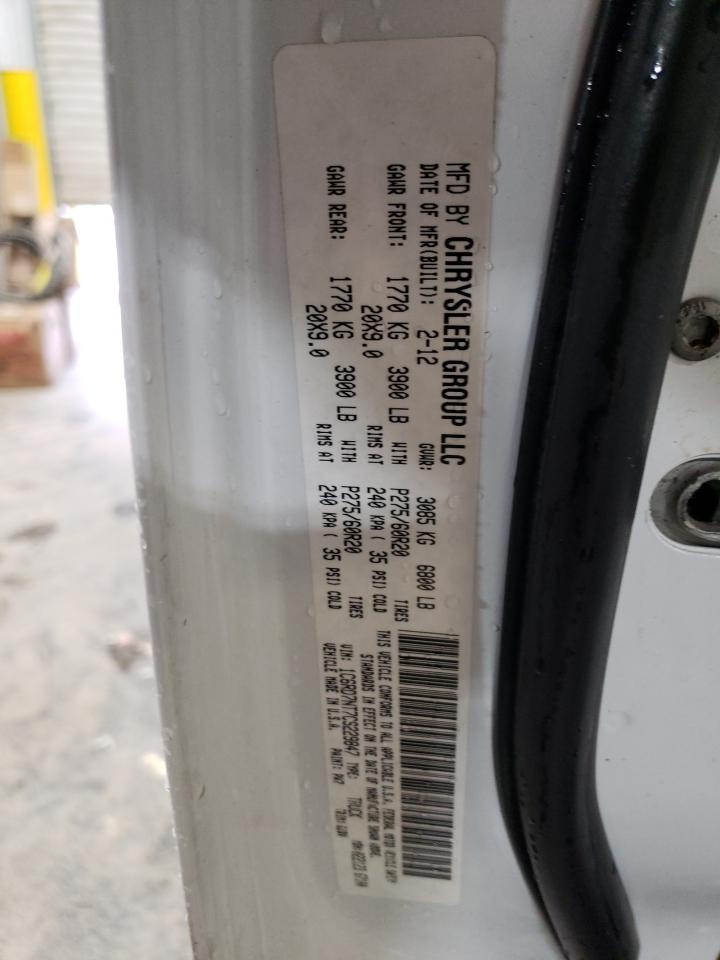 MFD BY CHRYSLER GROUP LLC
DATE OF MFR(BUILT): 2-12 GVWR: 3085 KG 6800 LB
GAWR FRONT: 1770 KG 3900 LB WITH P275/60R20 TIRES
20X9.0 RIMS AT 240 KPA ( 35 PSI) COLD
GAWR REAR: 1770 KG 3900 LB WITH P275/60R20 TIRES
20X9.0 RIMS AT 240 KPA ( 35 PSI) COLD
THIS VEHICLE CONFORMS TO ALL APPLICABLE U.S.A. FEDERAL MOTOR VEHICLE SAFETY
STANDARDS IN EFFECT ON THE DATE OF MANUFACTURE SHOWN ABOVE.
VIN: 1C6RD7NT7CS229847 TYPE: TRUCK
VEHICLE MADE IN U.S.A. PAINT: PW7